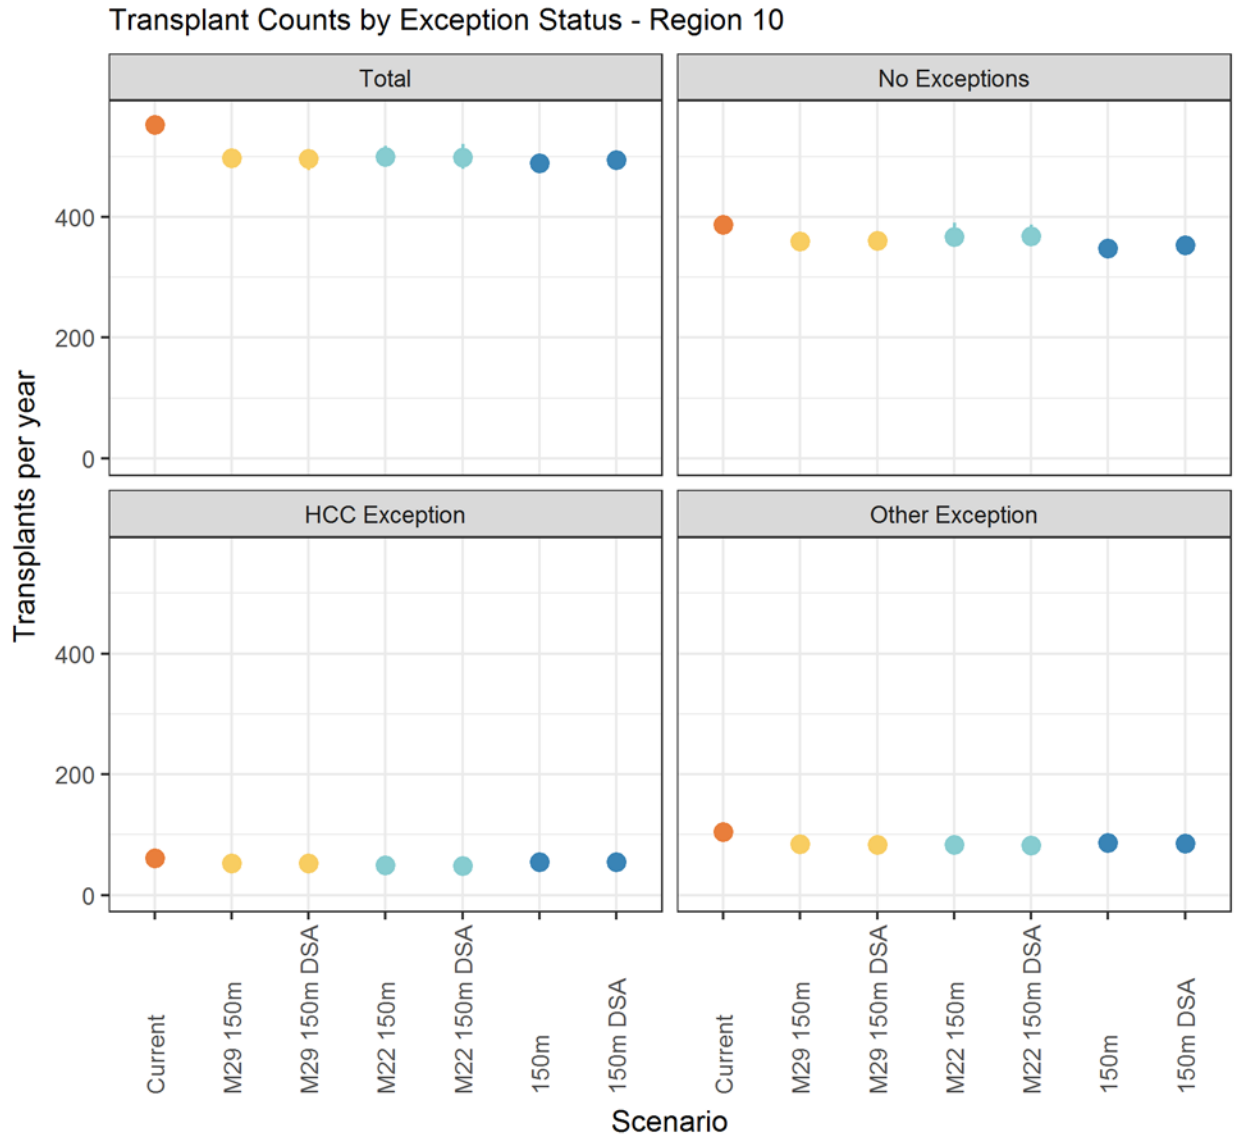 Transplant Counts by Exception Status - Region 10
Total
No Exceptions
400
200
0
HCC Exception
Other Exception
400
200
0
Transplants per year
Current
M29 150m
M29 150m DSA
M22 150m
M22 150m DSA
150m
150m DSA
Current
M29 150m
M29 150m DSA
M22 150m
M22 150m DSA
150m
150m DSA
Scenario